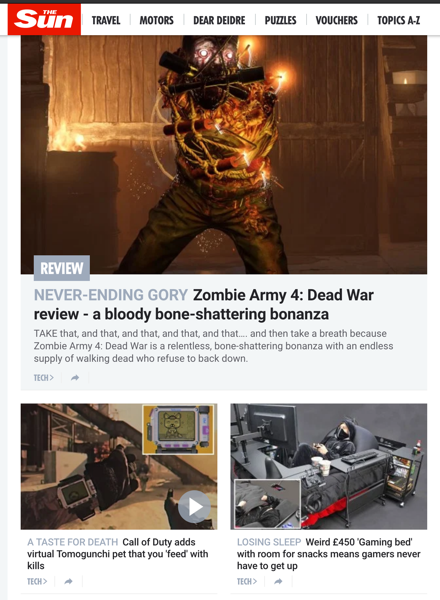 THE
Sun
TRAVEL MOTORS DEAR DEIDRE PUZZLES VOUCHERS TOPICS A-Z
REVIEW
NEVER-ENDING GORY Zombie Army 4: Dead War
review - a bloody bone-shattering bonanza
TAKE that, and that, and that, and that, and that.... and then take a breath because
Zombie Army 4: Dead War is a relentless, bone-shattering bonanza with an endless
supply of walking dead who refuse to back down.
TECH >
A TASTE FOR DEATH Call of Duty adds
virtual Tomogunchi pet that you 'feed' with
kills
TECH >
LOSING SLEEP Weird £450 'Gaming bed'
with room for snacks means gamers never
have to get up
TECH >